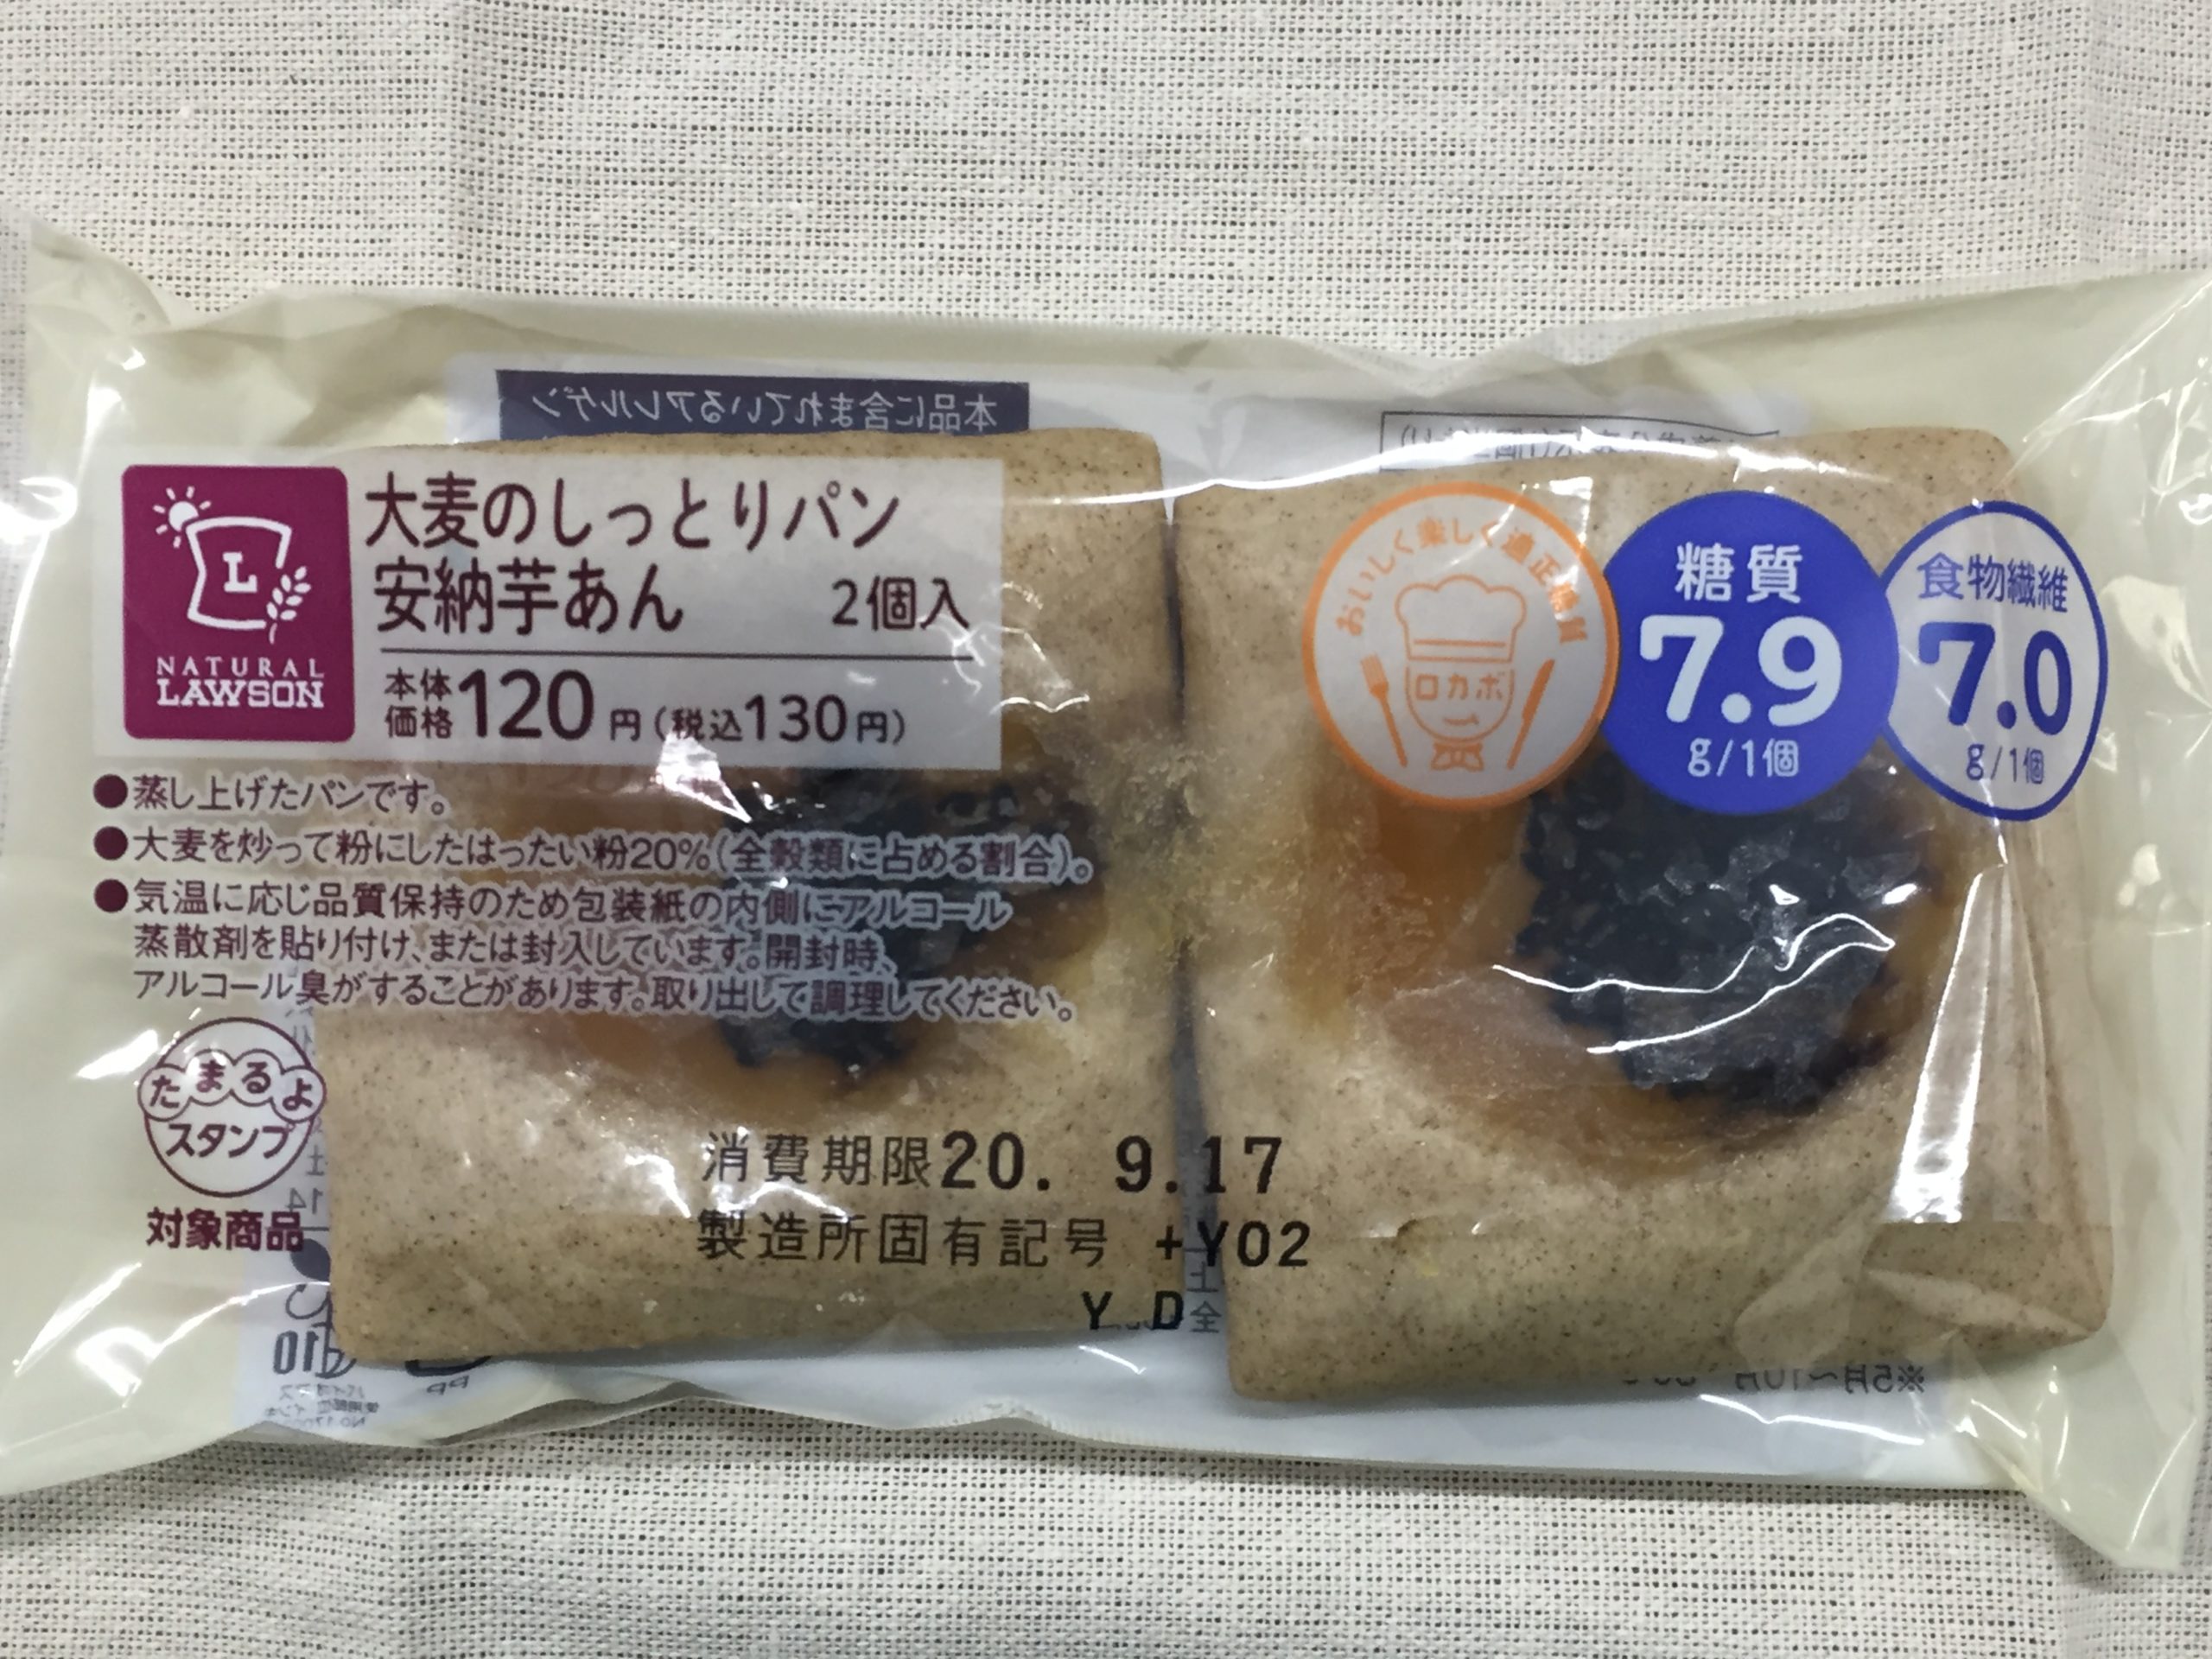 本品に含まれているアレルゲン
NATURAL
LAWSON
大麦のしっとりパン
安納芋あん 2個入
本体価格120円(税込130円)
●蒸し上げたパンです。
●大麦を炒って粉にしたはったい粉20%(全穀類に占める割合)。
●気温に応じ品質保持のため包装紙の内側にアルコール
蒸散剤を貼り付け、または封入しています。開封時、
アルコール臭がすることがあります。取り出して調理してください。
おいしく楽しく適正糖質
ロカボ
糖質
7.9
g/1個
食物繊維
7.0
g/1個
たまるよ
スタンプ
対象商品
消費期限20. 9.17
製造所固有記号 +Y02
Y D